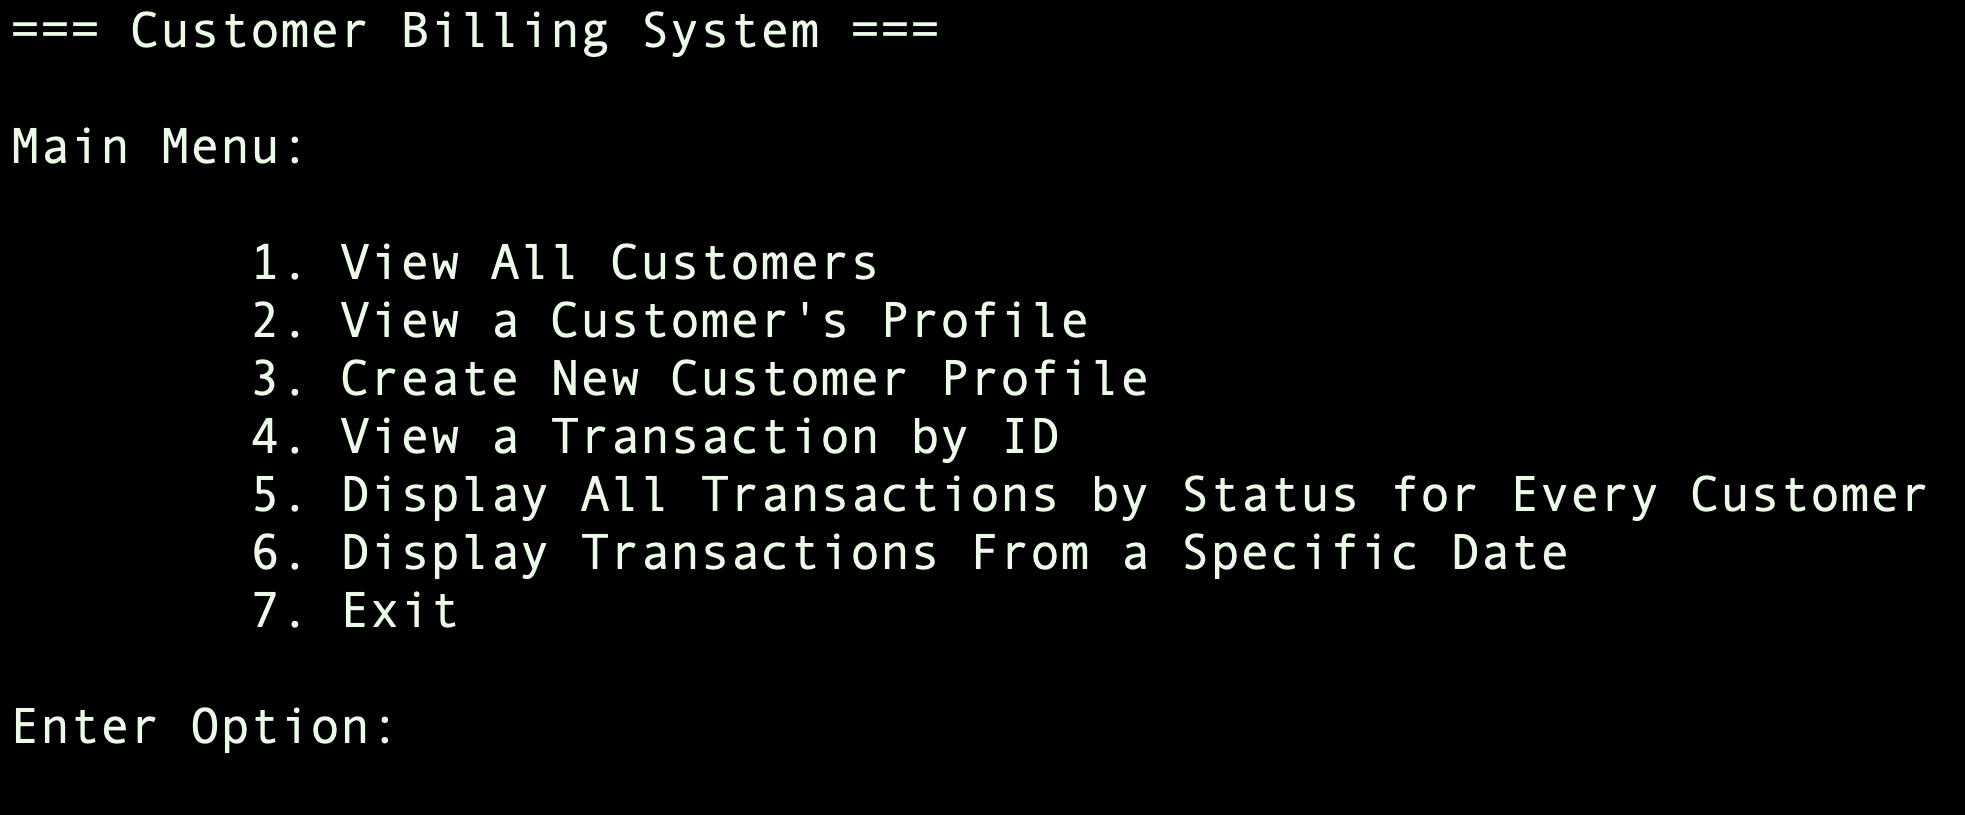 === Customer Billing System ===
Main Menu:
1. View All Customers
2. View a Customer's Profile
3. Create New Customer Profile
4. View a Transaction by ID
5. Display All Transactions by Status for Every Customer
6. Display Transactions From a Specific Date
7. Exit
Enter Option: